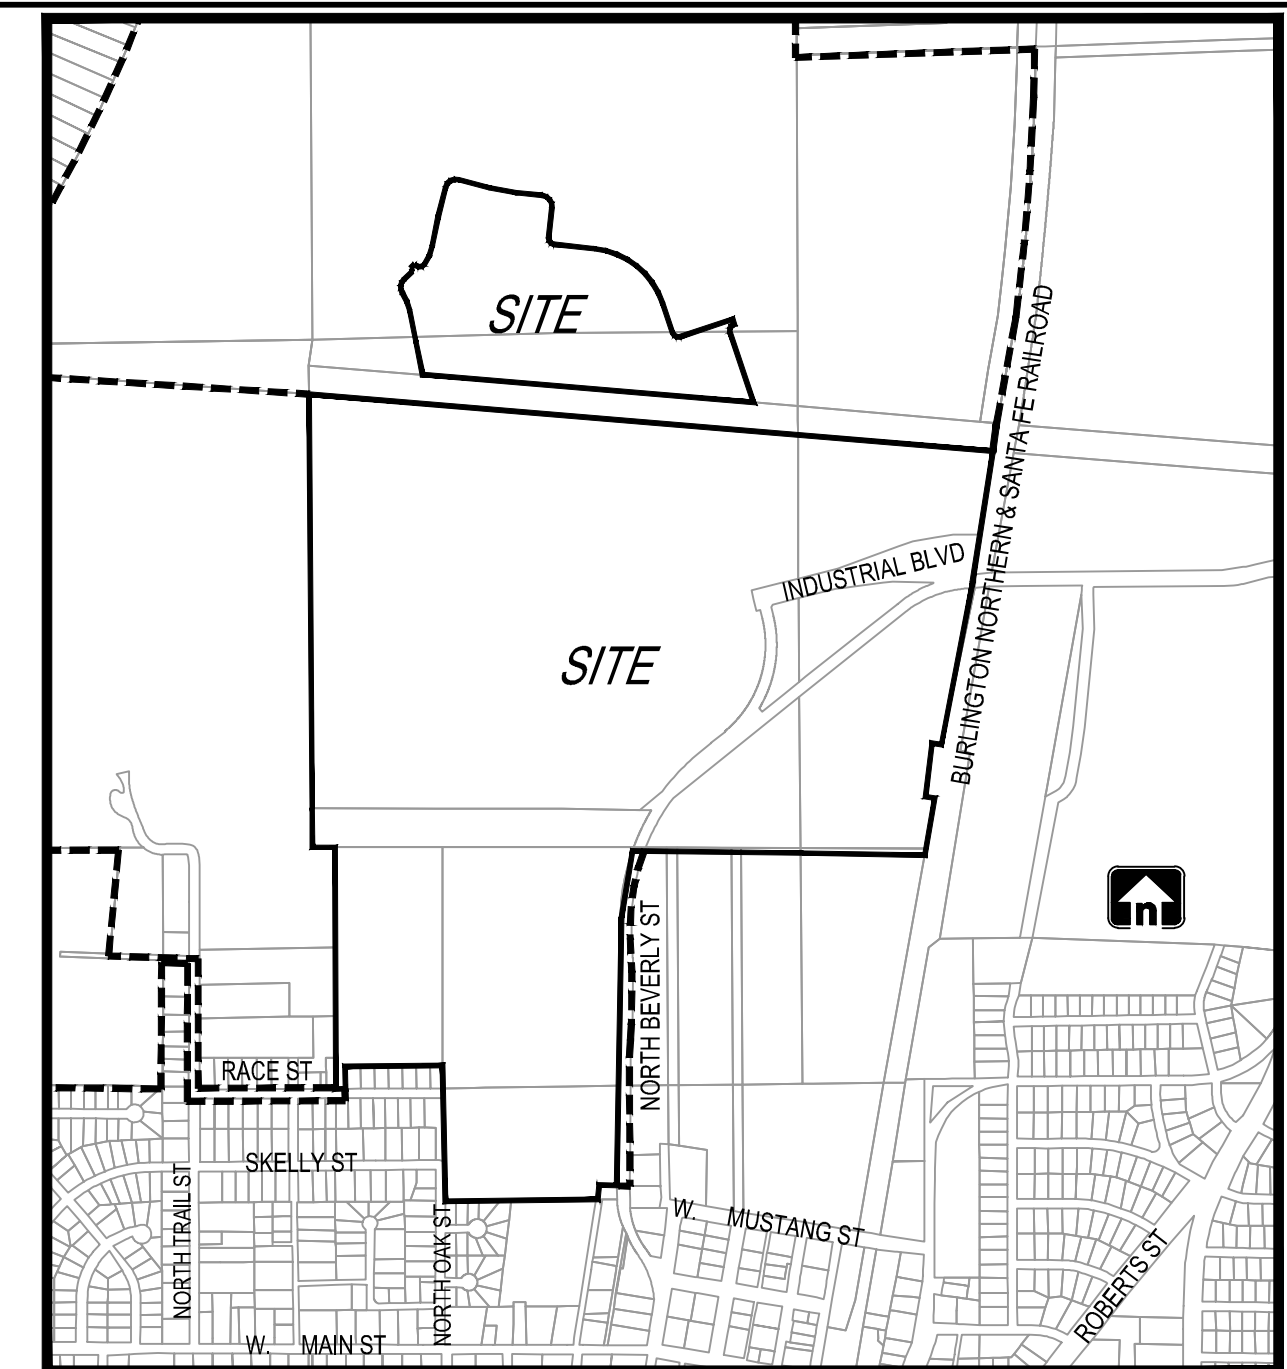 SITE
BURLINGTON NORTHERN & SANTA FE RAILROAD
INDUSTRIAL BLVD
SITE
n
NORTH BEVERLY ST
RACE ST
SKELLY ST
NORTH TRAIL ST
NORTH OAK ST
W. MUSTANG ST
ROBERTS ST
W. MAIN ST